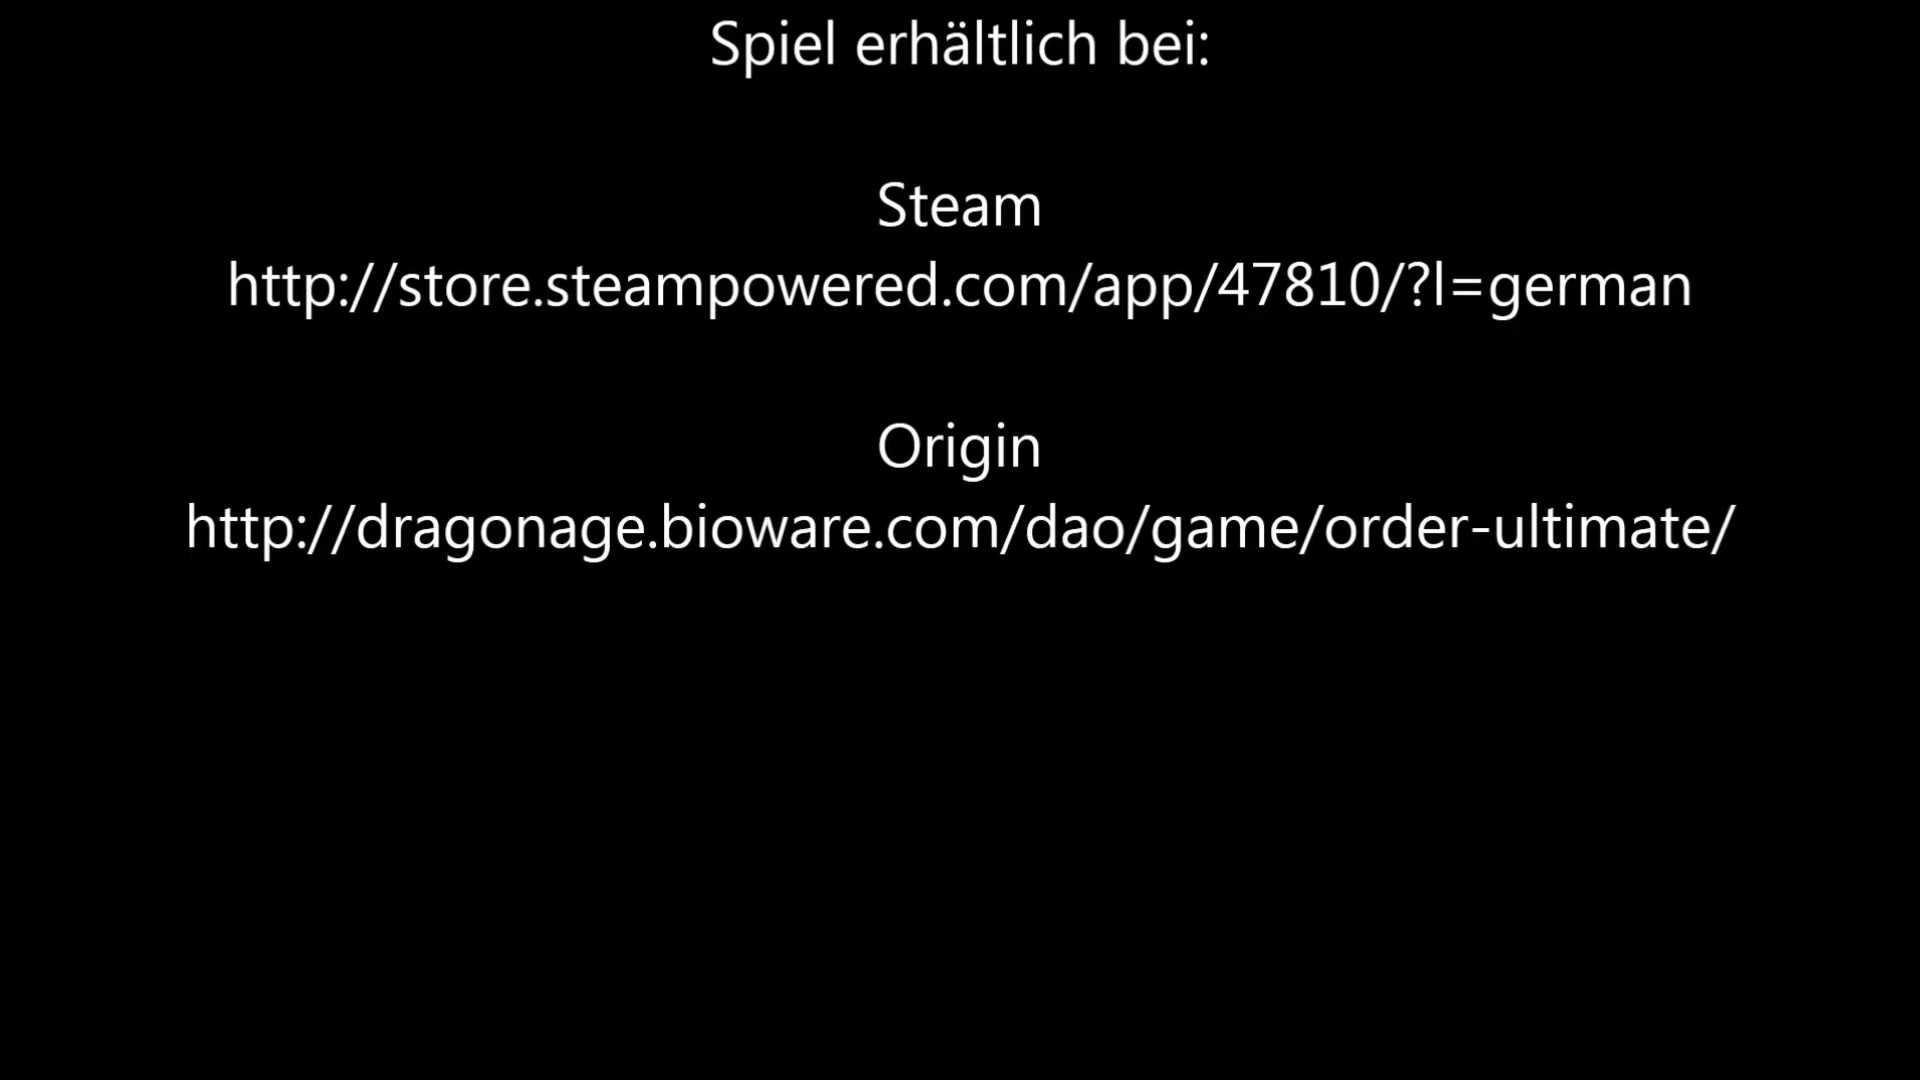 Spiel erhältlich bei:
Steam
http://store.steampowered.com/app/47810/?l=german
Origin
http://dragonage.bioware.com/dao/game/order-ultimate/